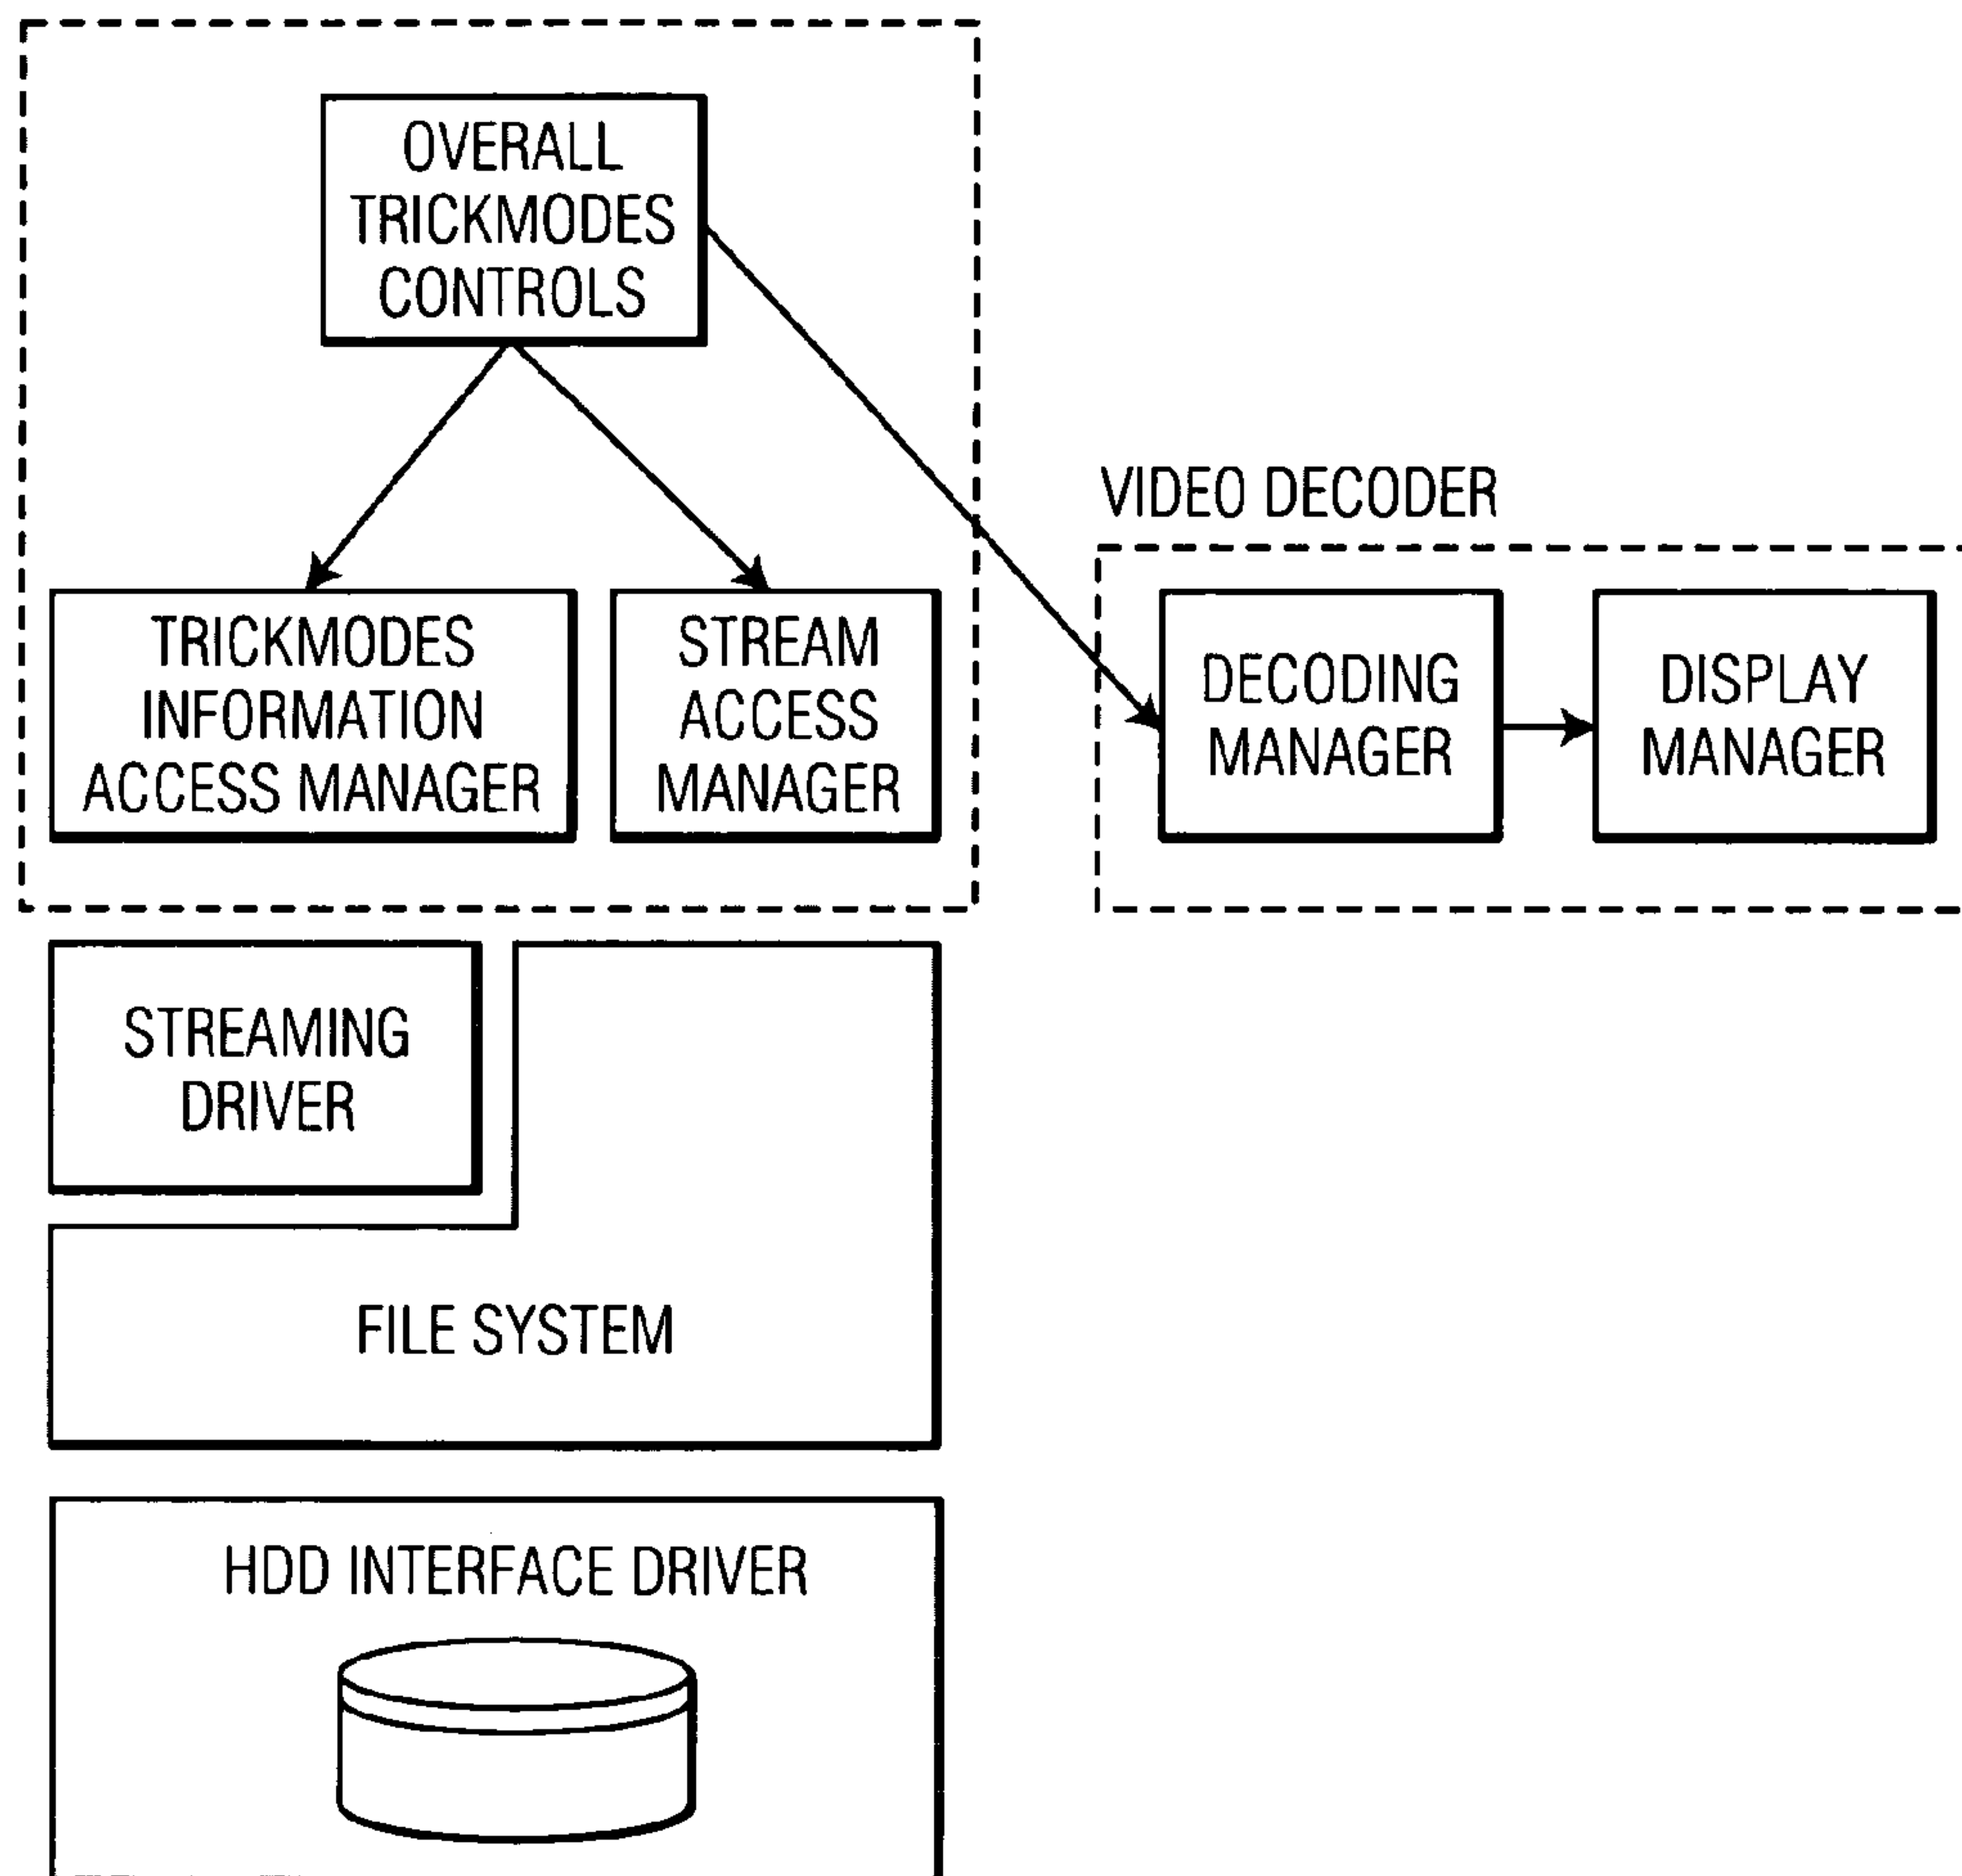 OVERALL
TRICKMODES
CONTROLS
VIDEO DECODER
TRICKMODES
INFORMATION
ACCESS MANAGER
STREAM
ACCESS
MANAGER
DECODING
MANAGER
DISPLAY
MANAGER
STREAMING
DRIVER
FILE SYSTEM
HDD INTERFACE DRIVER